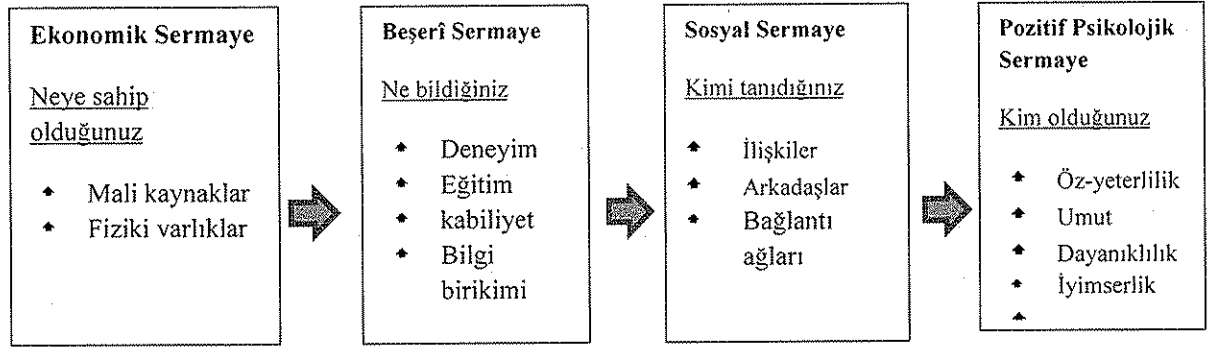 Ekonomik Sermaye
Neye sahip
olduğunuz
Mali kaynaklar
Fiziki varlıklar
Beşerî Sermaye
Ne bildiğiniz
Deneyim
Eğitim
kabiliyet
Bilgi
birikimi
Sosyal Sermaye
Kimi tanıdığınız
İlişkiler
Arkadaşlar
Bağlantı
ağları
Pozitif Psikolojik
Sermaye
Kim olduğunuz
Öz-yeterlilik
Umut
Dayanıklılık
İyimserlik